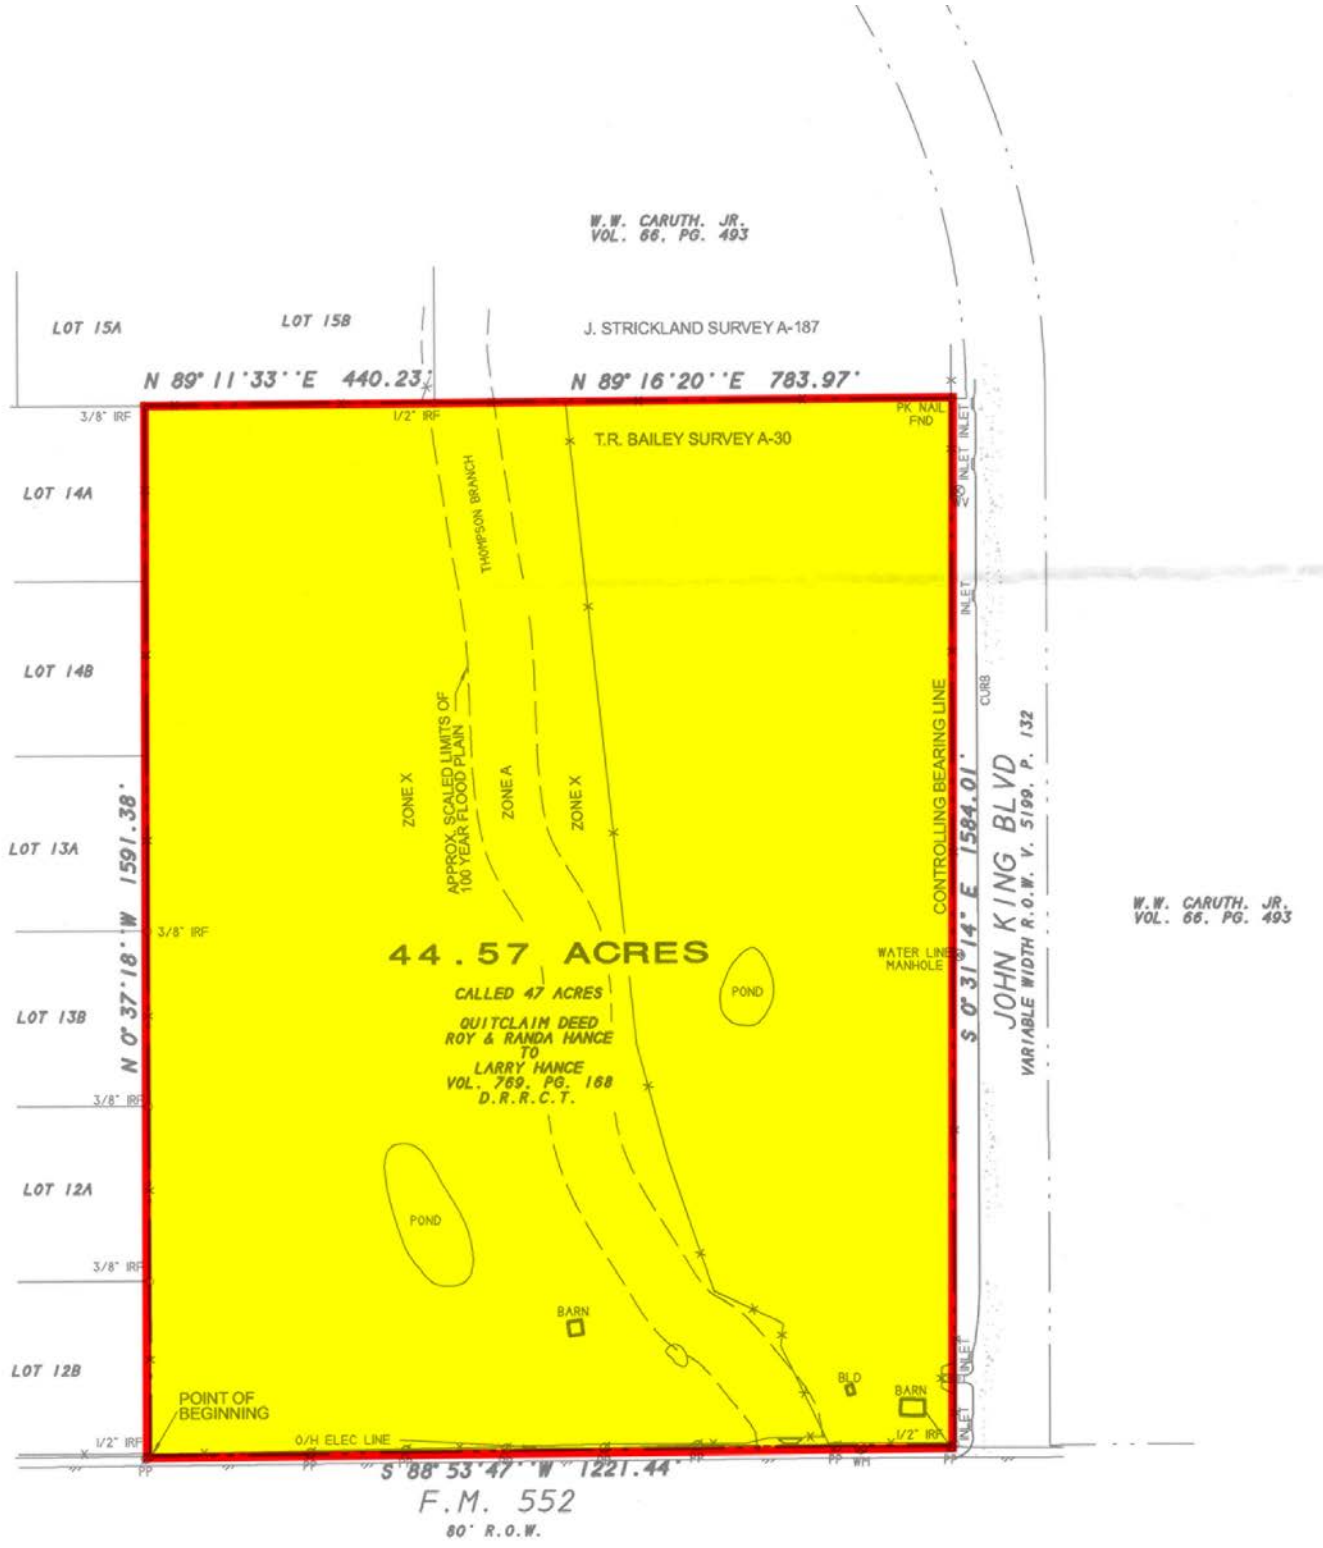 W.W. CARUTH. JR.
VOL. 66. PG. 493
LOT 15A
LOT 15B
J. STRICKLAND SURVEY A-187
N 89° 11'33''E 440.23'
N 89° 16'20''E 783.97'
3/8" IRF
1/2" IRF
PK NAIL
FND
T.R. BAILEY SURVEY A-30
INLET
INLET
LOT 14A
THOMPSON BRANCH
INLET
LOT 14B
APPROX. SCALED LIMITS OF
100 YEAR FLOOD PLAIN
ZONE X
ZONE A
ZONE X
CONTROLLING BEARING LINE
CURB
N 0° 37'18''W 1591.38'
S 0° 31'14" E 1584.01'
JOHN KING BLVD
VARIABLE WIDTH R.O.W. V. 5199. P. 132
LOT 13A
W.W. CARUTH. JR.
VOL. 66. PG. 493
3/8" IRF
44.57 ACRES
WATER LINE
MANHOLE
CALLED 47 ACRES
POND
LOT 13B
QUITCLAIM DEED
ROY & RANDA HANCE
TO
LARRY HANCE
VOL. 769. PG. 168
D.R.R.C.T.
3/8" IRF
LOT 12A
POND
3/8" IRF
BARN
LOT 12B
BLD
BARN
INLET
POINT OF
BEGINNING
1/2" IRF
O/H ELEC LINE
1/2" IRF
INLET
PP
PP
PP
PP
WM
PP
S 88°53'47''W 1221.44'
F.M. 552
80' R.O.W.